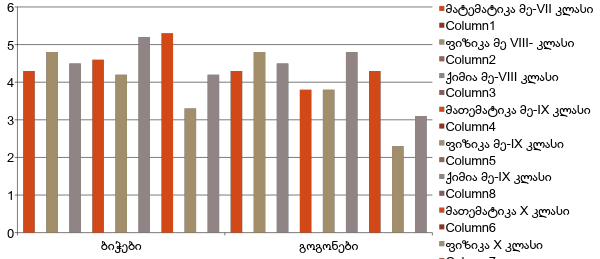 6
5
4
3
2
1
0
ბიჭები
გოგონები
მატემატიკა მე-VII კლასი
Column1
ფიზიკა მე VIII- კლასი
Column2
ქიმია მე-VIII კლასი
Column3
მათემატიკა მე-IX კლასი
Column4
ფიზიკა მე-IX კლასი
Column5
ქიმია მე-IX კლასი
Column8
მათემატიკა X კლასი
Column6
ფიზიკა X კლასი